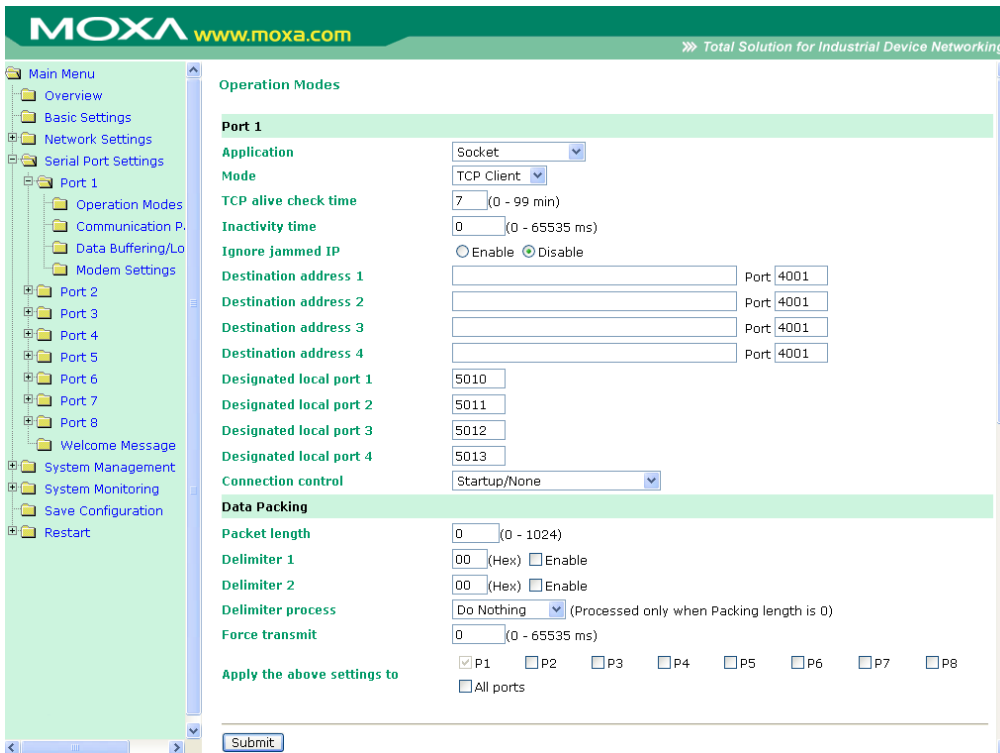 MOXA www.moxa.com
Total Solution for Industrial Device Networking
Main Menu
Overview
Basic Settings
Network Settings
Serial Port Settings
Port 1
Operation Modes
Communication P
Data Buffering/Lo
Modem Settings
Port 2
Port 3
Port 4
Port 5
Port 6
Port 7
Port 8
Welcome Message
System Management
System Monitoring
Save Configuration
Restart
Operation Modes
Port 1
Application Socket
Mode TCP Client
TCP alive check time 7 (0 - 99 min)
Inactivity time 0 (0 - 65535 ms)
Ignore jammed IP Enable Disable
Destination address 1 Port 4001
Destination address 2 Port 4001
Destination address 3 Port 4001
Destination address 4 Port 4001
Designated local port 1 5010
Designated local port 2 5011
Designated local port 3 5012
Designated local port 4 5013
Connection control Startup/None
Data Packing
Packet length 0 (0 - 1024)
Delimiter 1 00 (Hex) Enable
Delimiter 2 00 (Hex) Enable
Delimiter process Do Nothing (Processed only when Packing length is 0)
Force transmit 0 (0 - 65535 ms)
Apply the above settings to P1 P2 P3 P4 P5 P6 P7 P8
All ports
Submit